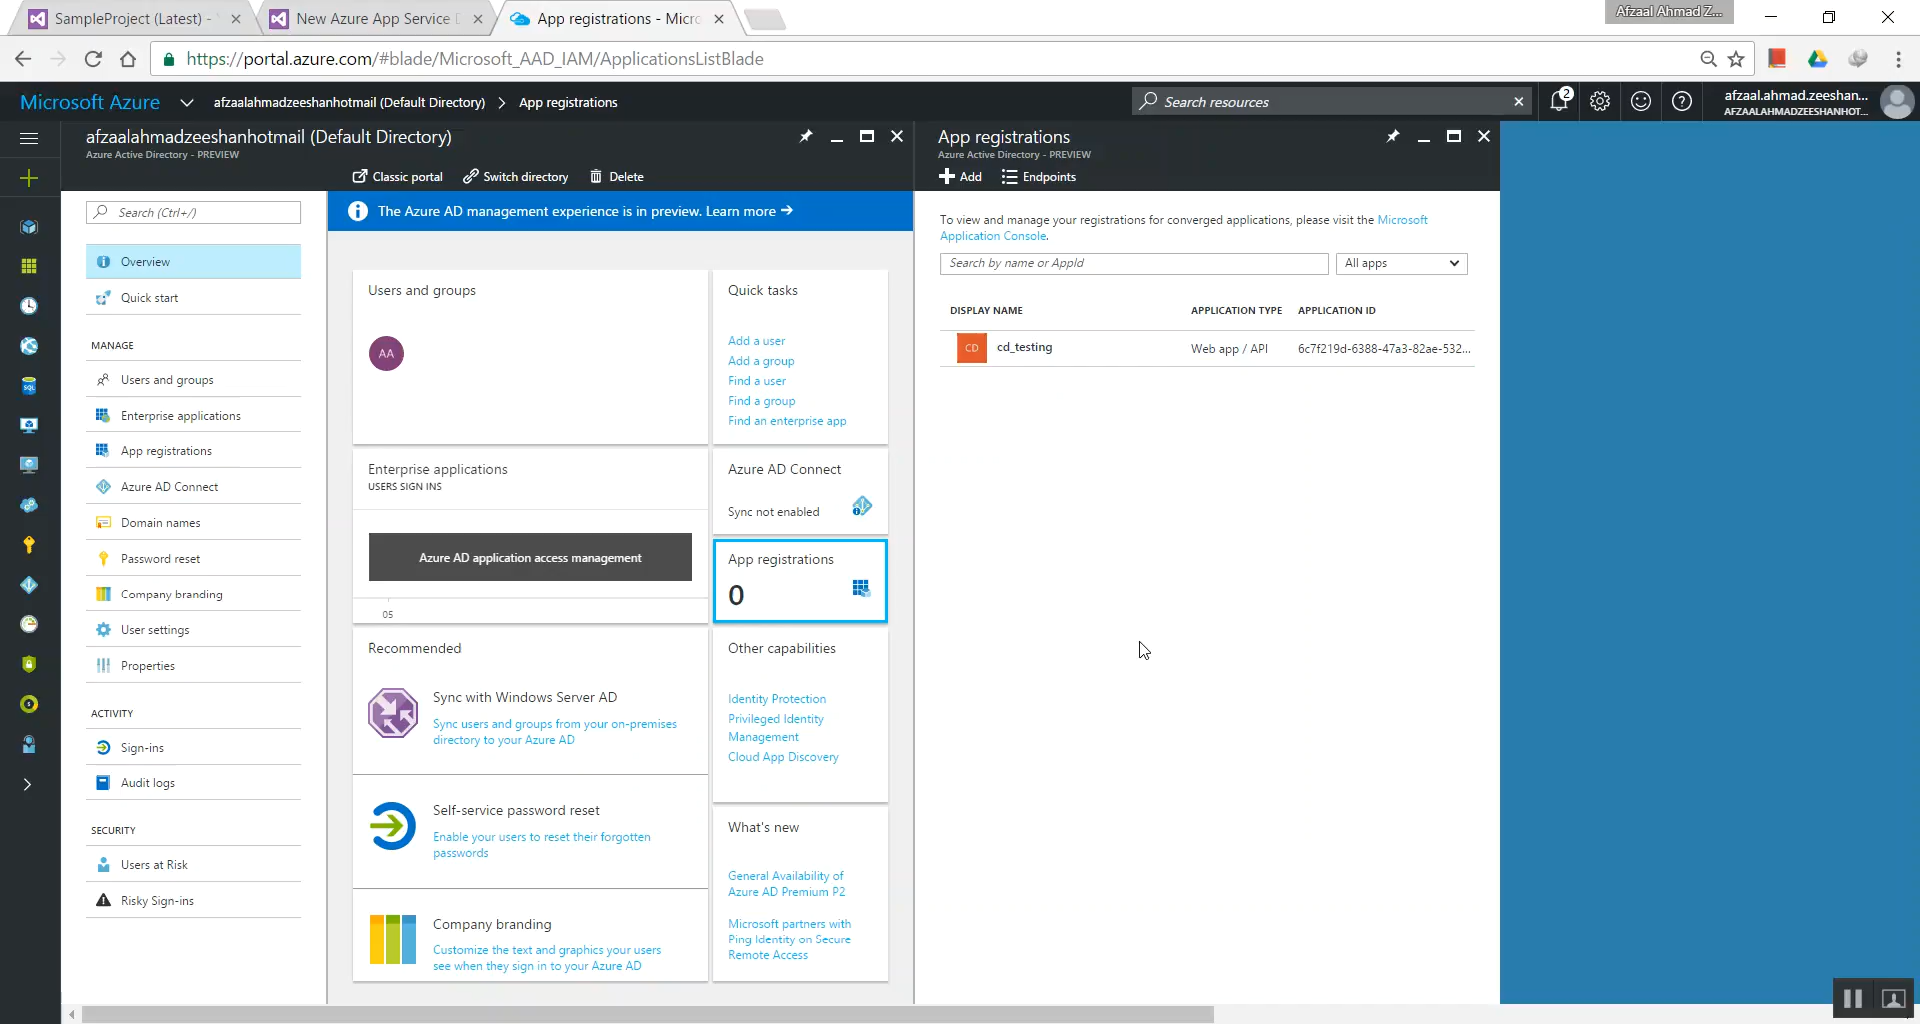 SampleProject (Latest) -
New Azure App Service D
App registrations - Micro
Afzaal Ahmad Z...
https://portal.azure.com/#blade/Microsoft_AAD_IAM/ApplicationsListBlade
Microsoft Azure
afzaalahmadzeeshanhotmail (Default Directory)
App registrations
Search resources
2
afzaal.ahmad.zeeshan...
AFZAALAHMADZEESHANHOT...
afzaalahmadzeeshanhotmail (Default Directory)
Azure Active Directory - PREVIEW
Classic portal
Switch directory
Delete
Search (Ctrl+/)
Overview
Quick start
MANAGE
Users and groups
Enterprise applications
App registrations
Azure AD Connect
Domain names
Password reset
Company branding
User settings
Properties
ACTIVITY
Sign-ins
Audit logs
SECURITY
Users at Risk
Risky Sign-ins
The Azure AD management experience is in preview. Learn more
Users and groups
AA
Quick tasks
Add a user
Add a group
Find a user
Find a group
Find an enterprise app
Enterprise applications
USERS SIGN INS
Azure AD application access management
05
Azure AD Connect
Sync not enabled
App registrations
0
Recommended
Sync with Windows Server AD
Sync users and groups from your on-premises
directory to your Azure AD
Self-service password reset
Enable your users to reset their forgotten
passwords
Company branding
Customize the text and graphics your users
see when they sign in to your Azure AD
Other capabilities
Identity Protection
Privileged Identity
Management
Cloud App Discovery
What's new
General Availability of
Azure AD Premium P2
Microsoft partners with
Ping Identity on Secure
Remote Access
App registrations
Azure Active Directory - PREVIEW
Add
Endpoints
To view and manage your registrations for converged applications, please visit the Microsoft
Application Console.
Search by name or AppId
All apps
DISPLAY NAME
APPLICATION TYPE
APPLICATION ID
CD
cd_testing
Web app / API
6c7f219d-6388-47a3-82ae-532...
SQL